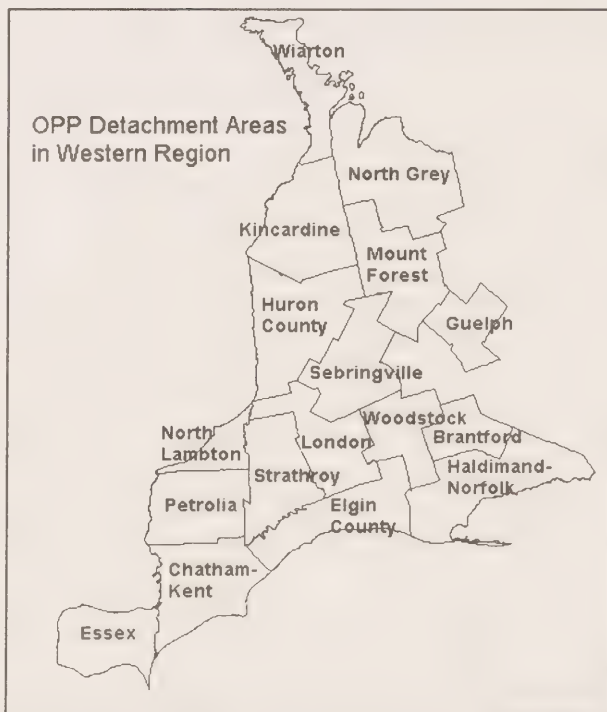 Wiarton
OPP Detachment Areas
in Western Region
North Grey
Kincardine
Mount
Forest
Huron
County
Guelph
Sebringville
Woodstock
North
Lambton
London
Brantford
Strathroy
Haldimand-
Norfolk
Petrolia
Elgin
County
Chatham-
Kent
Essex